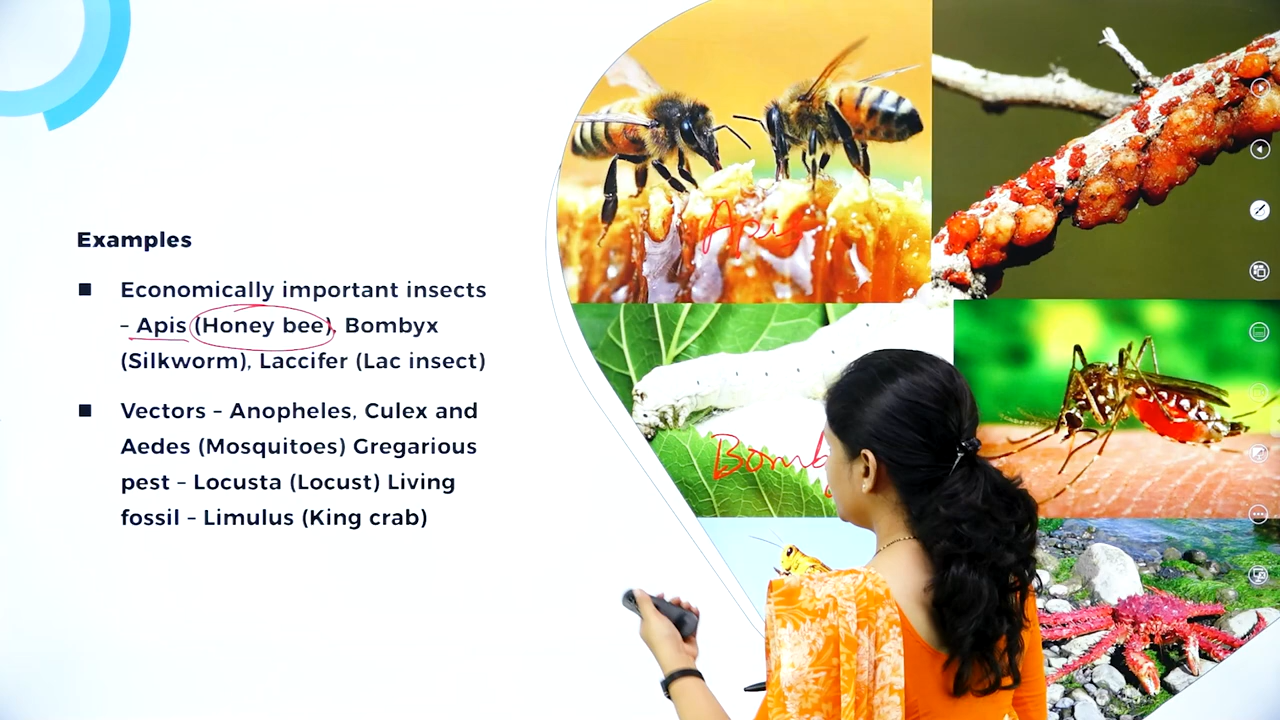 Examples
Economically important insects
– Apis (Honey bee), Bombyx
(Silkworm), Laccifer (Lac insect)
Vectors – Anopheles, Culex and
Aedes (Mosquitoes) Gregarious
pest – Locusta (Locust) Living
fossil – Limulus (King crab)
Apis